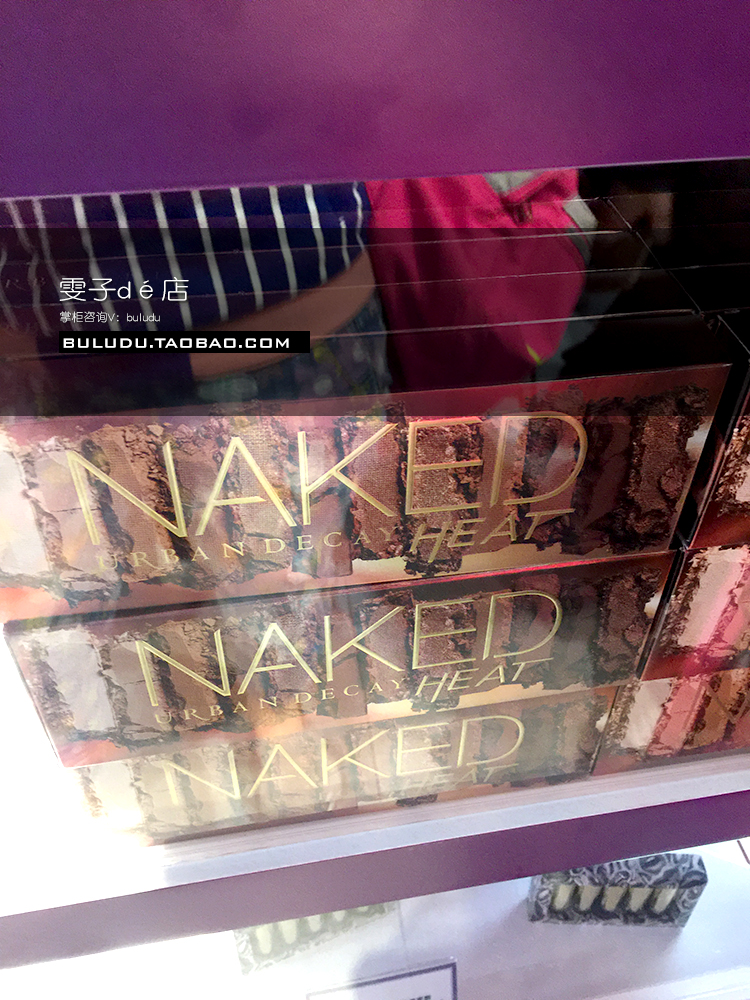 雯子dé店
掌柜咨询V：buludu
BULUDU.TAOBAO.COM
NAKED
URBAN DECAY HEAT
NAKED
URBAN DECAY HEAT
NAKED
HEAT